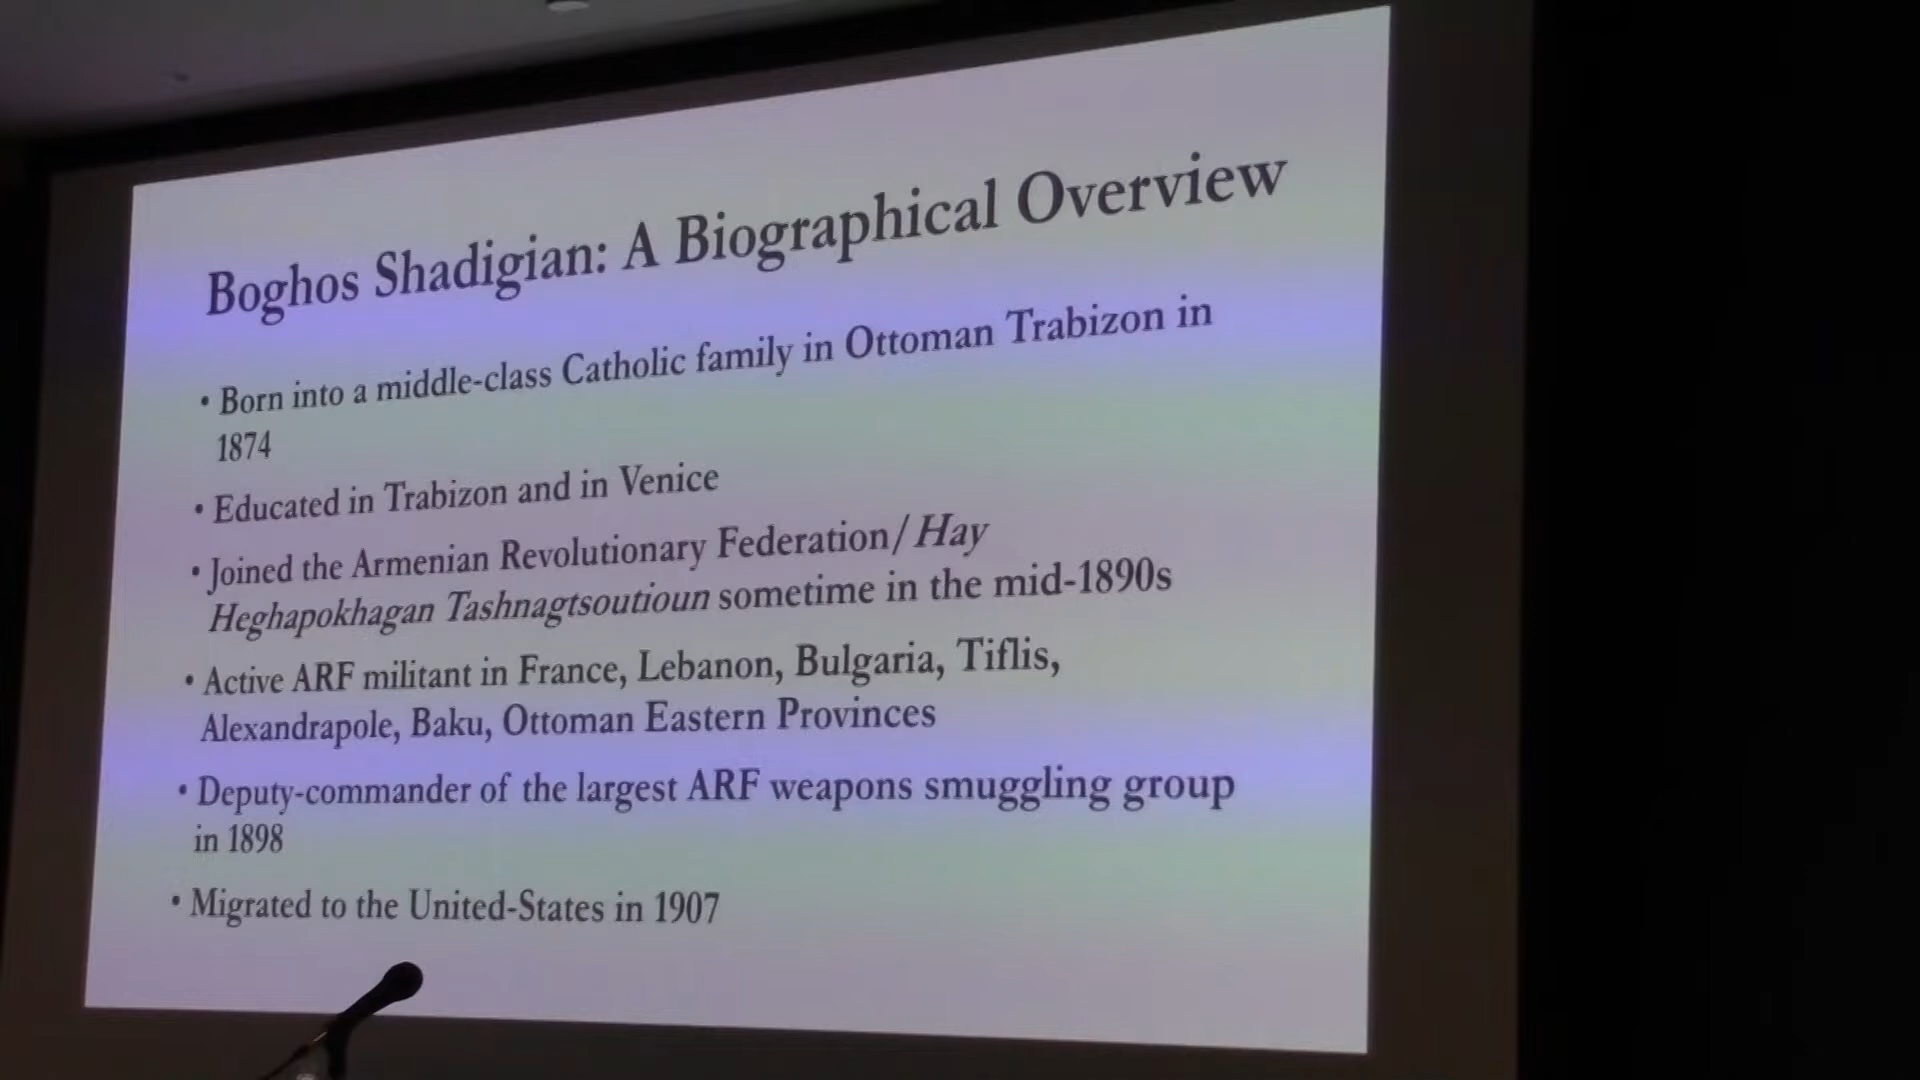 Boghos Shadigian: A Biographical Overview
• Born into a middle-class Catholic family in Ottoman Trabizon in
1874
• Educated in Trabizon and in Venice
• Joined the Armenian Revolutionary Federation/Hay
Heghapokhagan Tashnagtsoutioun sometime in the mid-1890s
• Active ARF militant in France, Lebanon, Bulgaria, Tiflis,
Alexandrapole, Baku, Ottoman Eastern Provinces
• Deputy-commander of the largest ARF weapons smuggling group
in 1898
• Migrated to the United-States in 1907